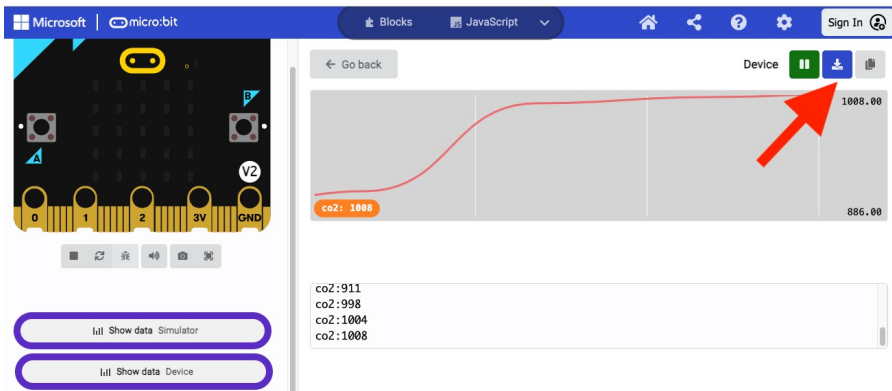 Microsoft micro:bit Blocks JS JavaScript Sign In
Go back Device
B
A
V2
0 1 2 3V GND
1008.00
886.00
co2: 1008
co2:911
co2:998
co2:1004
co2:1008
Show data Simulator
Show data Device